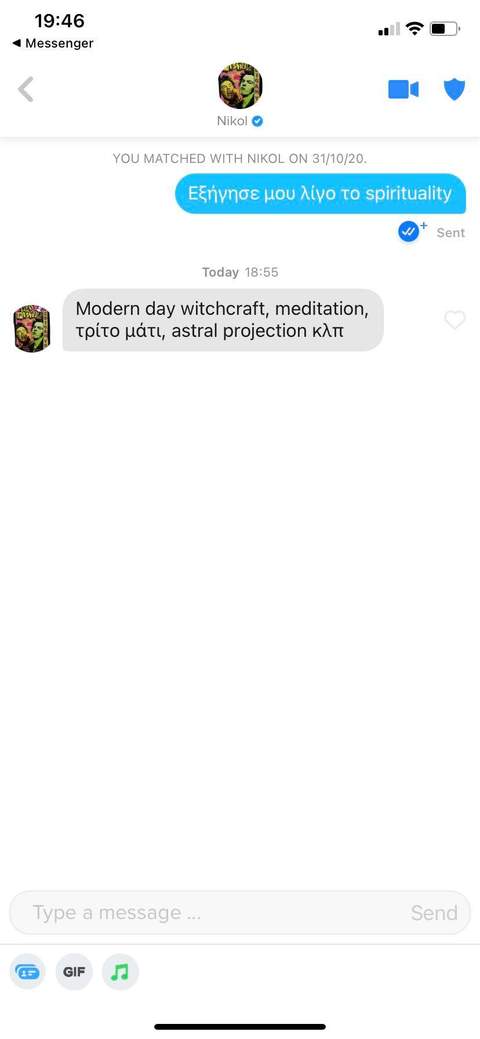 19:46
◀ Messenger
Nikol
YOU MATCHED WITH NIKOL ON 31/10/20.
Εξήγησε μου λίγο το spirituality
Sent
Today 18:55
Modern day witchcraft, meditation,
τρίτο μάτι, astral projection κλπ
Type a message ...
Send
GIF